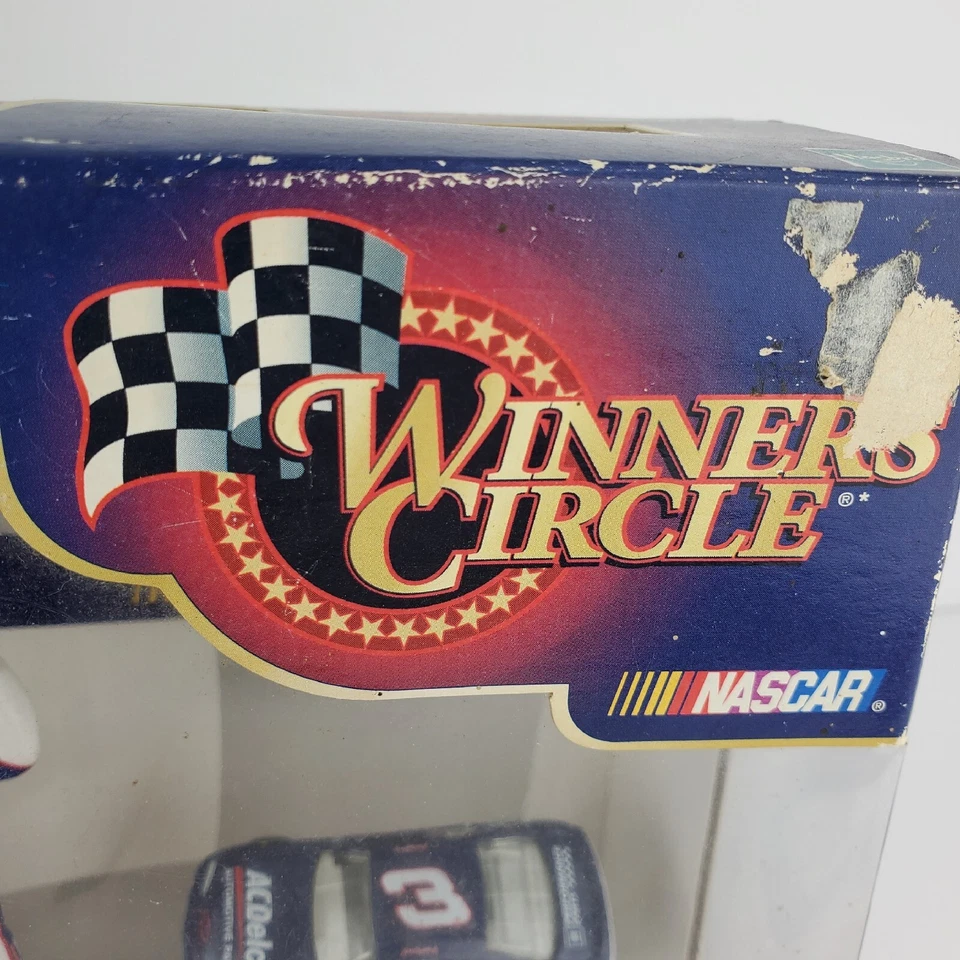 WINNERS
CIRCLE®*
NASCAR®
3
ACDelco